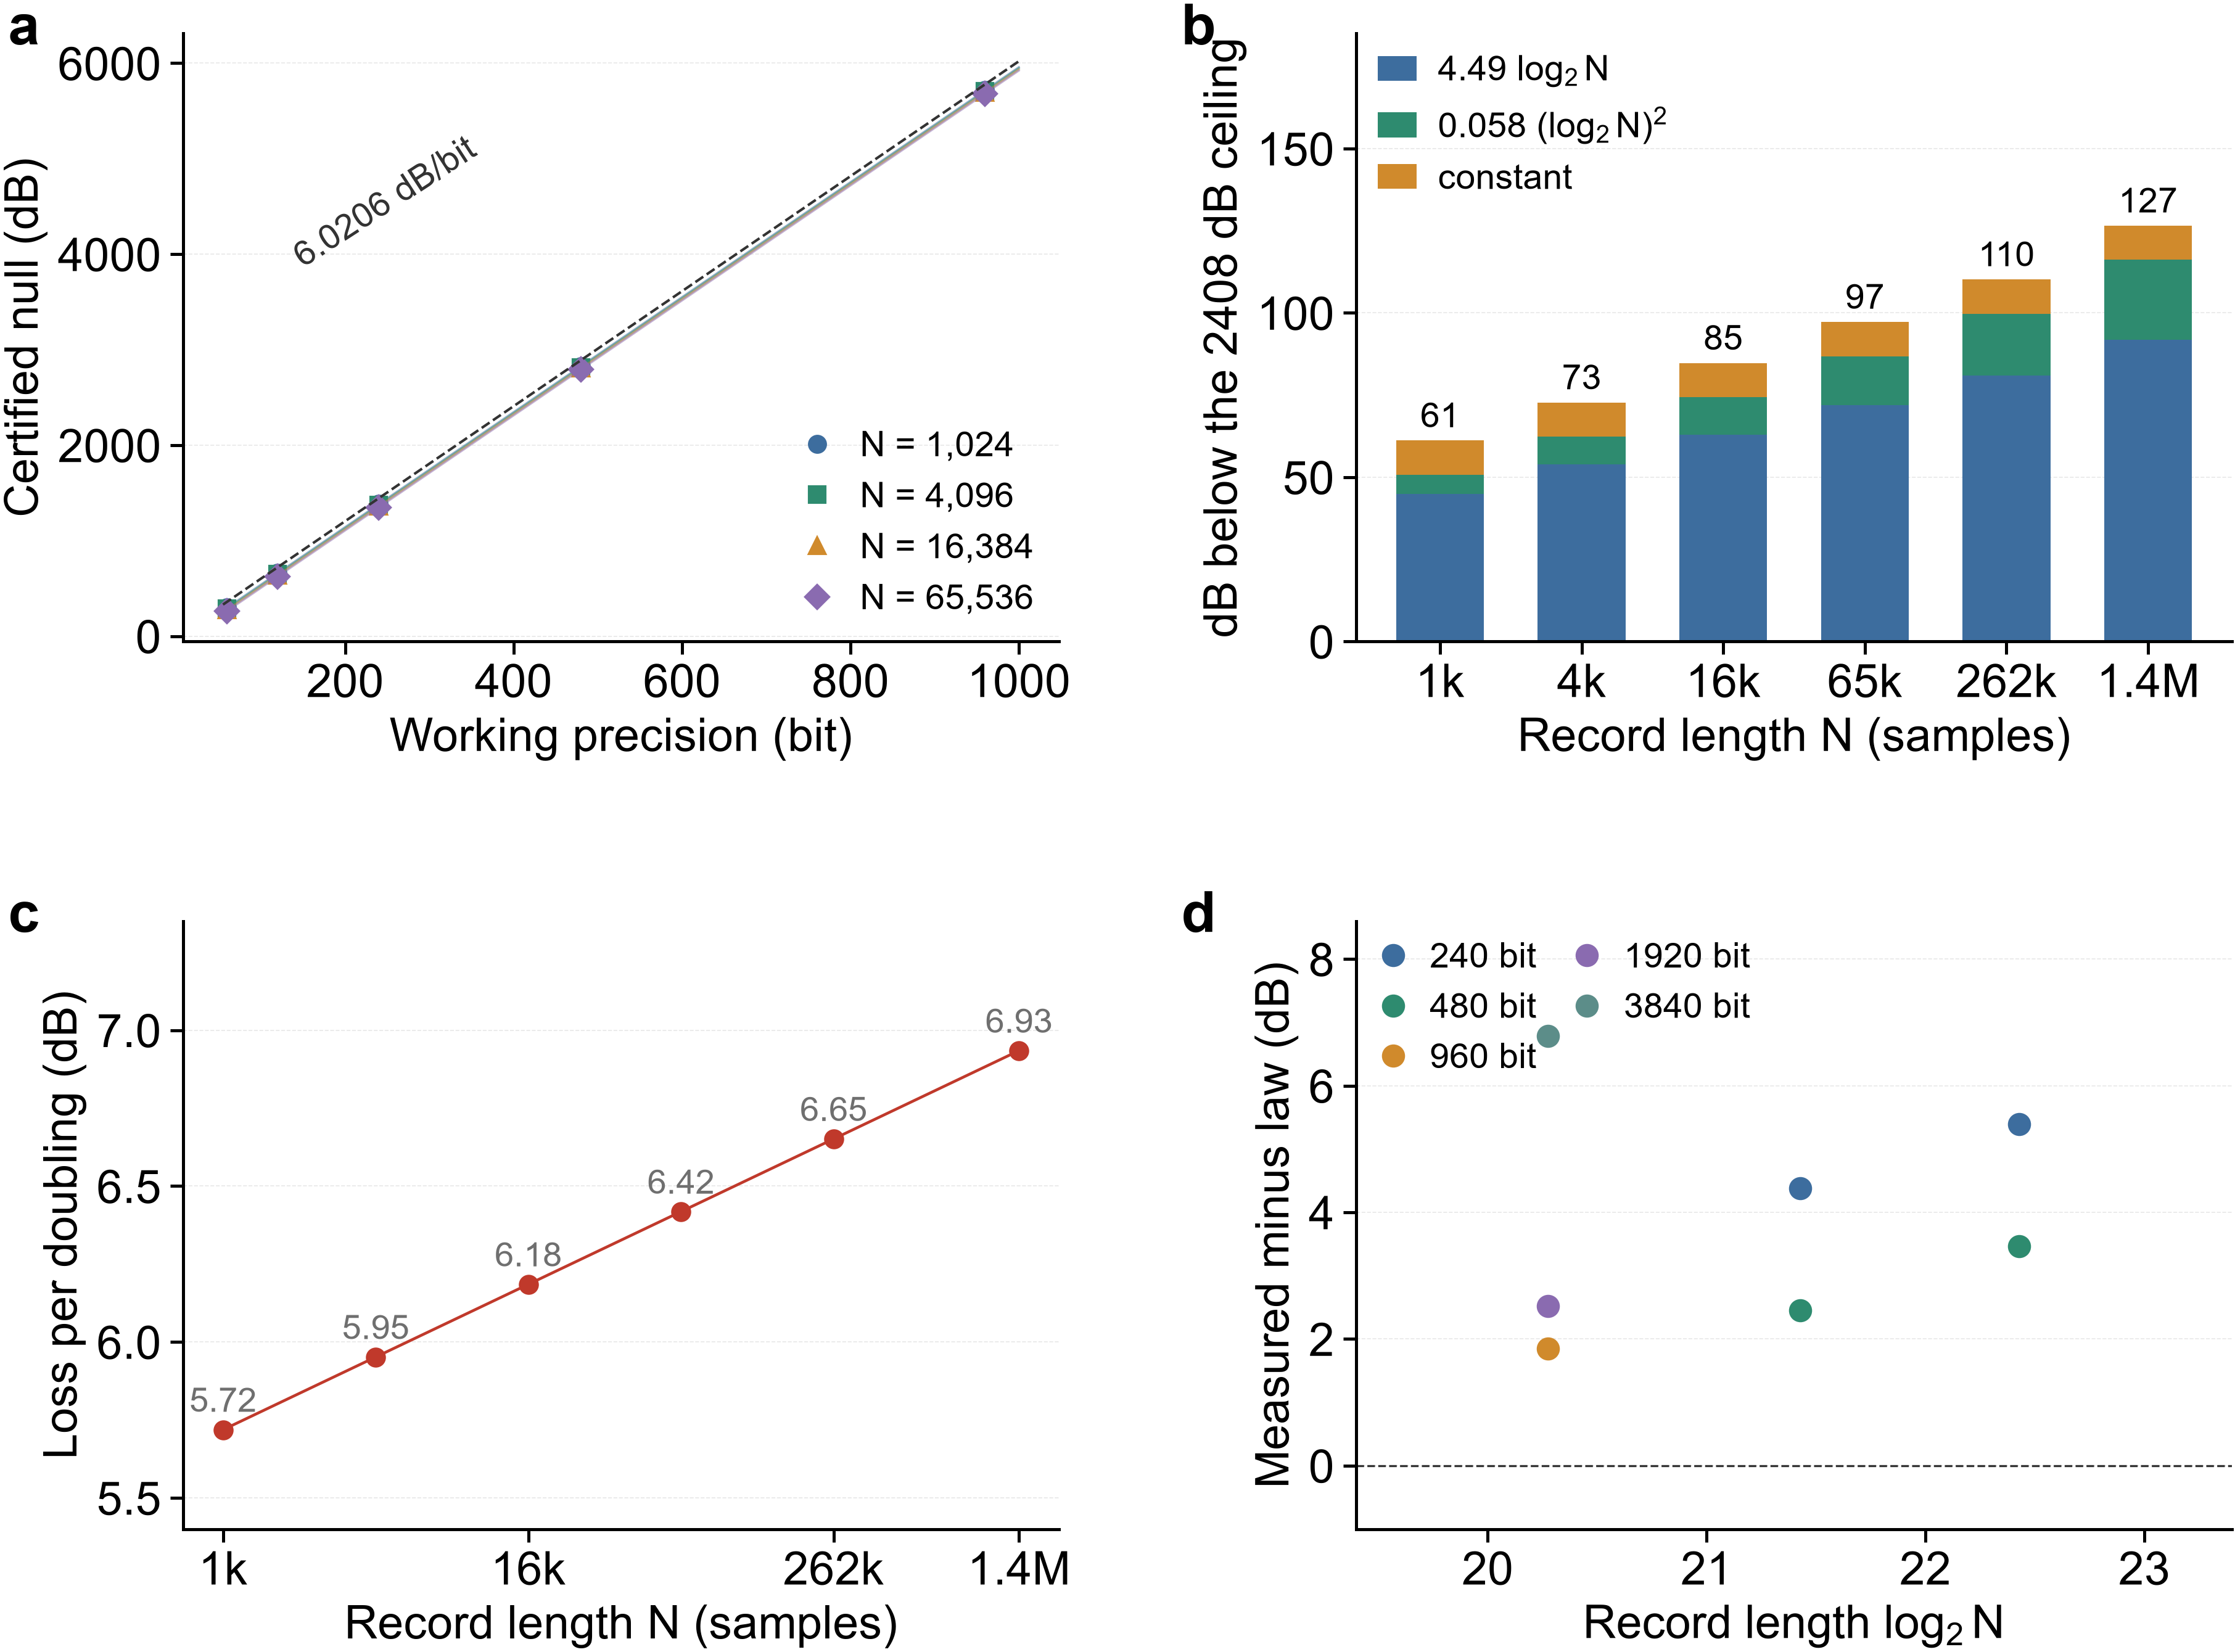 a
6000
4000
2000
0
Certified null (dB)
6.0206 dB/bit
N = 1,024
N = 4,096
N = 16,384
N = 65,536
200 400 600 800 1000
Working precision (bit)
b
dB below the 2408 dB ceiling
150
100
50
0
4.49 log₂ N
0.058 (log₂ N)²
constant
61 73 85 97 110 127
1k 4k 16k 65k 262k 1.4M
Record length N (samples)
c
Loss per doubling (dB)
7.0
6.5
6.0
5.5
5.72 5.95 6.18 6.42 6.65 6.93
1k 16k 262k 1.4M
Record length N (samples)
d
Measured minus law (dB)
8
6
4
2
0
240 bit 1920 bit
480 bit 3840 bit
960 bit
20 21 22 23
Record length log₂ N